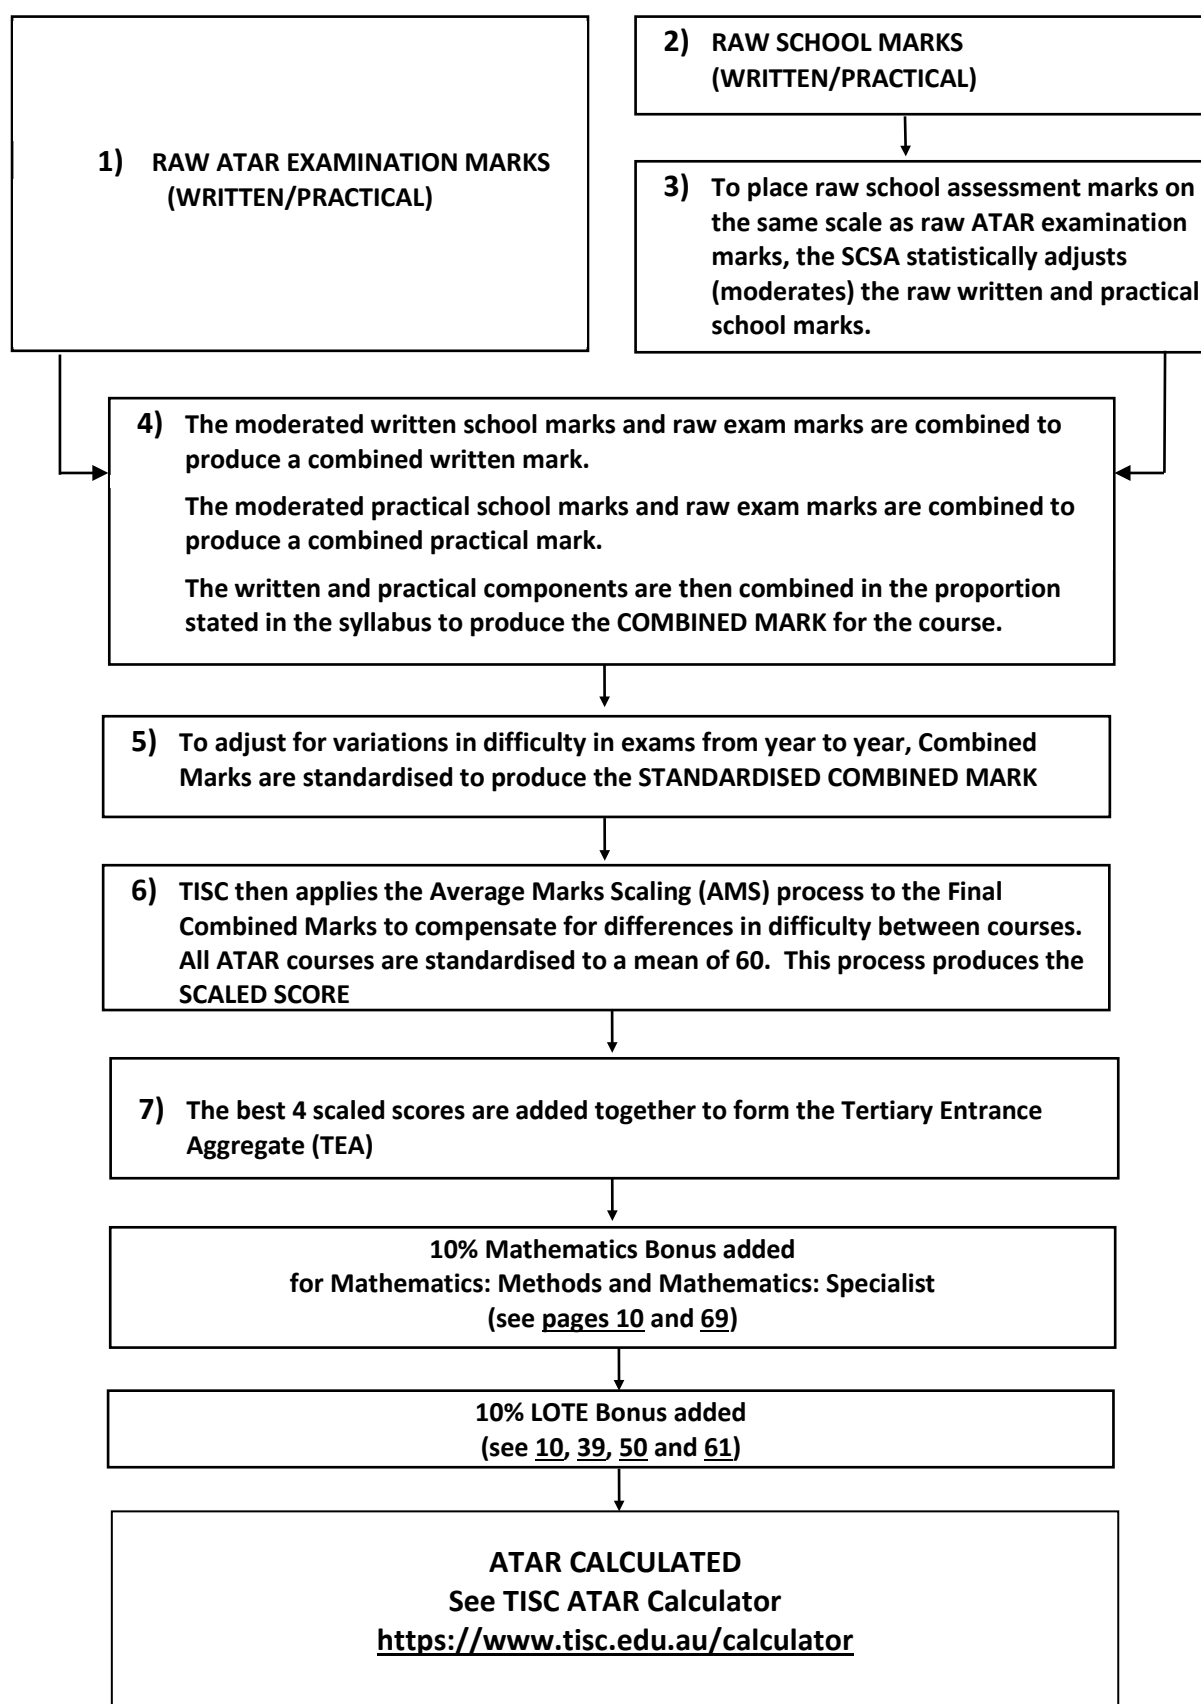 1) RAW ATAR EXAMINATION MARKS
(WRITTEN/PRACTICAL)
2) RAW SCHOOL MARKS
(WRITTEN/PRACTICAL)
3) To place raw school assessment marks on
the same scale as raw ATAR examination
marks, the SCSA statistically adjusts
(moderates) the raw written and practical
school marks.
4) The moderated written school marks and raw exam marks are combined to
produce a combined written mark.
The moderated practical school marks and raw exam marks are combined to
produce a combined practical mark.
The written and practical components are then combined in the proportion
stated in the syllabus to produce the COMBINED MARK for the course.
5) To adjust for variations in difficulty in exams from year to year, Combined
Marks are standardised to produce the STANDARDISED COMBINED MARK
6) TISC then applies the Average Marks Scaling (AMS) process to the Final
Combined Marks to compensate for differences in difficulty between courses.
All ATAR courses are standardised to a mean of 60.  This process produces the
SCALED SCORE
7) The best 4 scaled scores are added together to form the Tertiary Entrance
Aggregate (TEA)
10% Mathematics Bonus added
for Mathematics: Methods and Mathematics: Specialist
(see pages 10 and 69)
10% LOTE Bonus added
(see 10, 39, 50 and 61)
ATAR CALCULATED
See TISC ATAR Calculator
https://www.tisc.edu.au/calculator